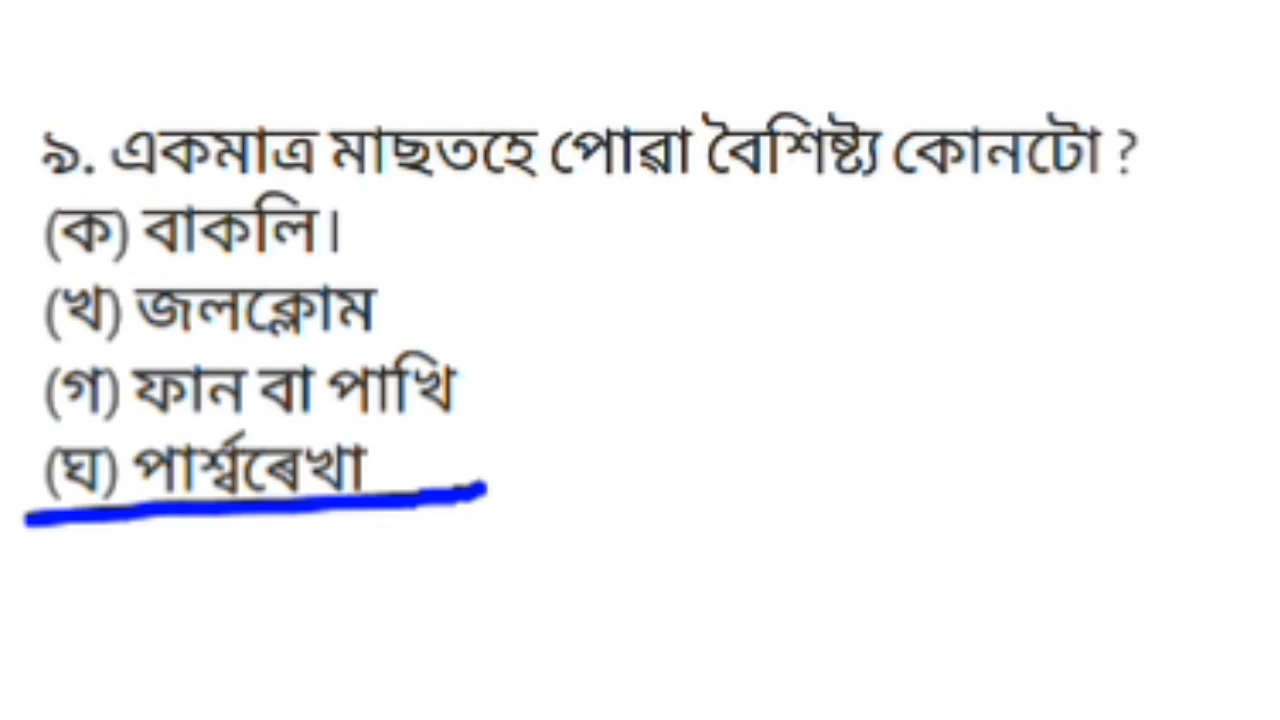 ৯. একমাত্ৰ মাছতহে পোৱা বৈশিষ্ট্য কোনটো ?
(ক) বাকলি।
(খ) জলক্লোম
(গ) ফান বা পাখি
(ঘ) পাৰ্শ্বৰেখা